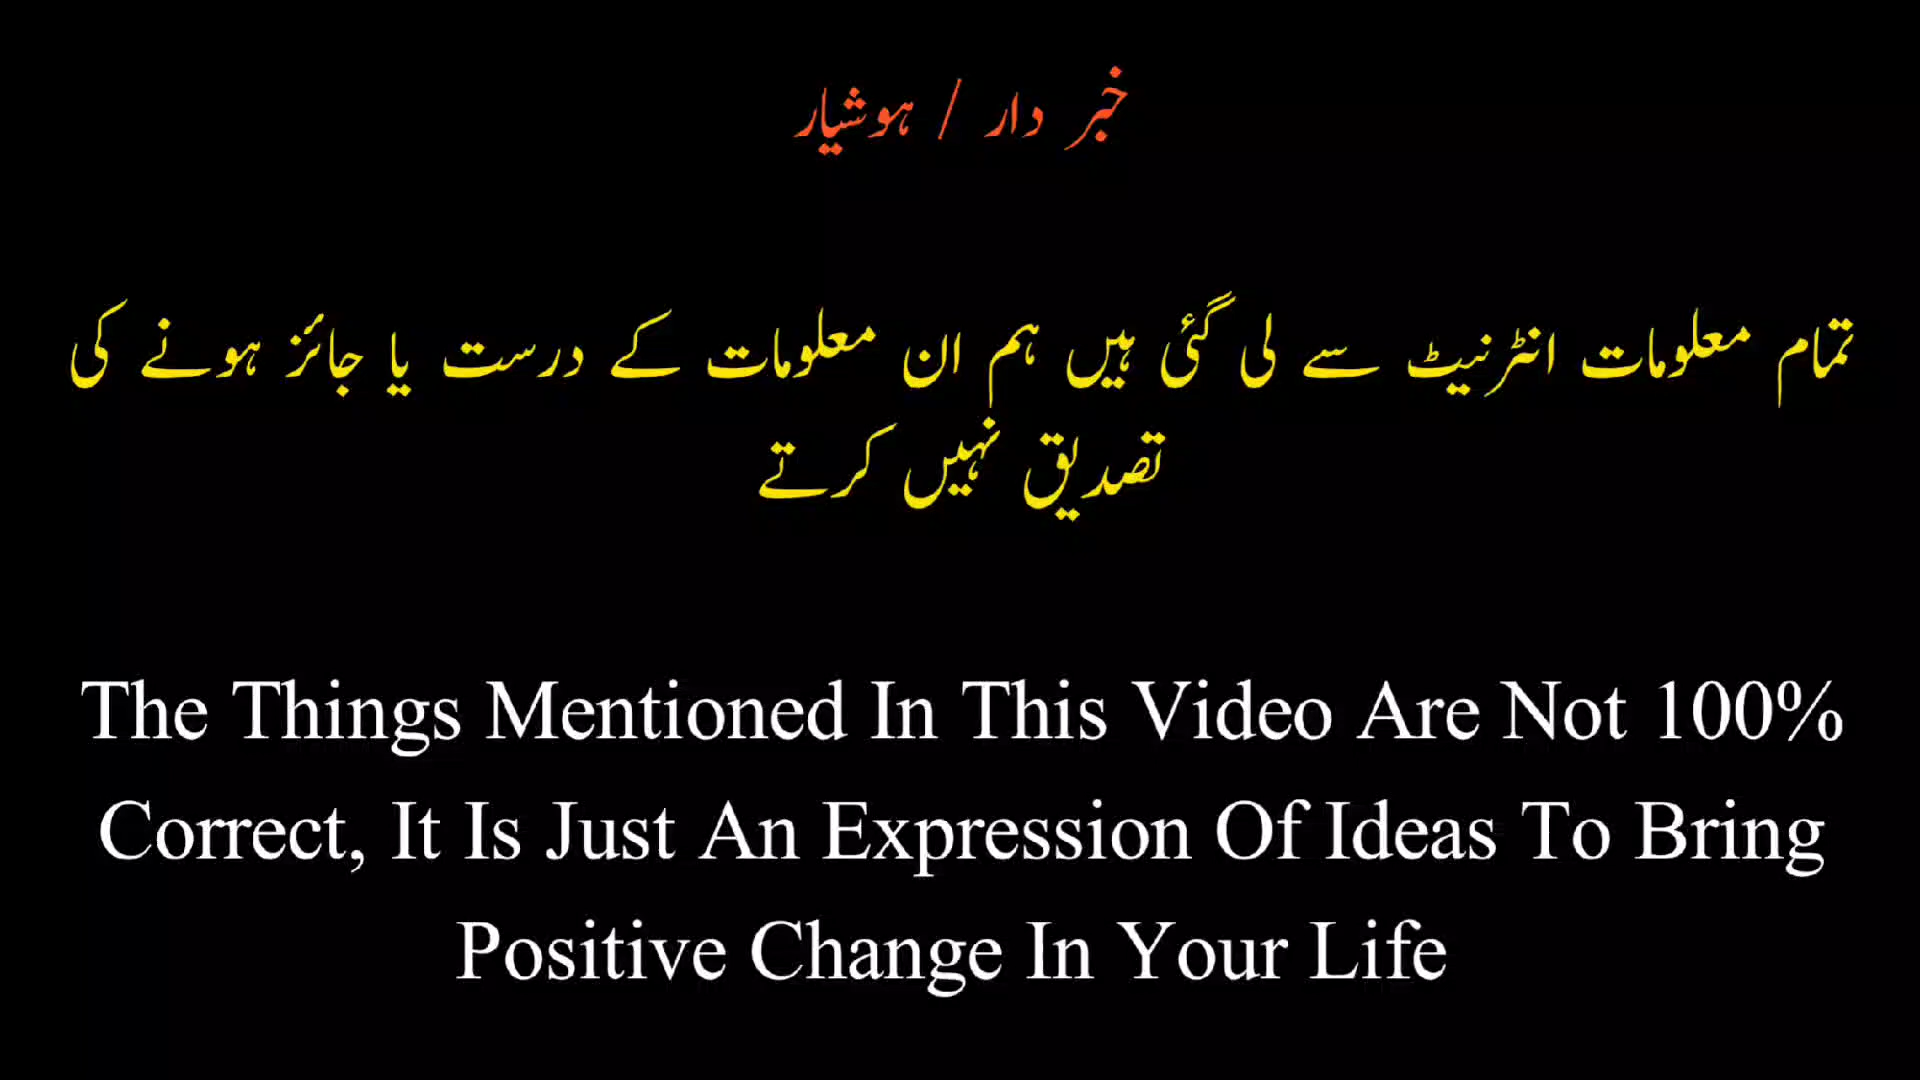 خبر دار / ہوشیار
تمام معلومات انٹرنیٹ سے لی گئی ہیں ہم ان معلومات کے درست یا جائز ہونے کی
تصدیق نہیں کرتے
The Things Mentioned In This Video Are Not 100%
Correct, It Is Just An Expression Of Ideas To Bring
Positive Change In Your Life